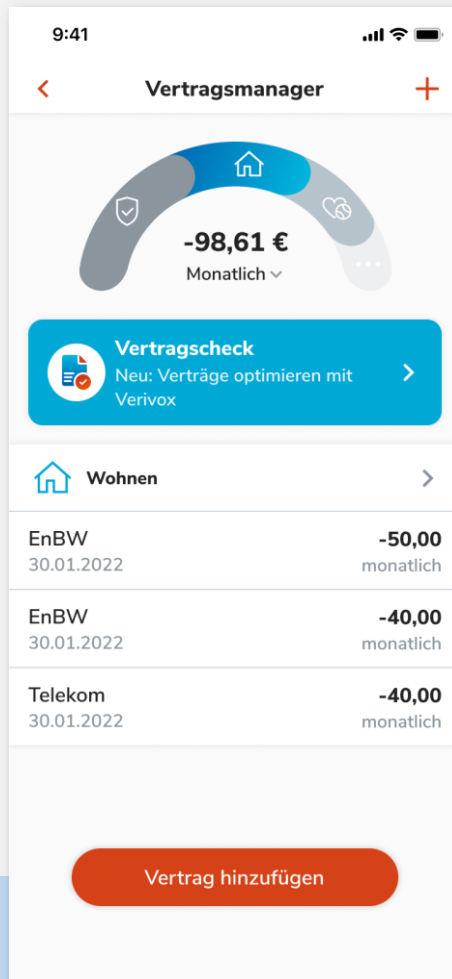 9:41
Vertragsmanager
-98,61 €
Monatlich
Vertragscheck
Neu: Verträge optimieren mit
Verivox
Wohnen
EnBW -50,00
30.01.2022 monatlich
EnBW -40,00
30.01.2022 monatlich
Telekom -40,00
30.01.2022 monatlich
Vertrag hinzufügen